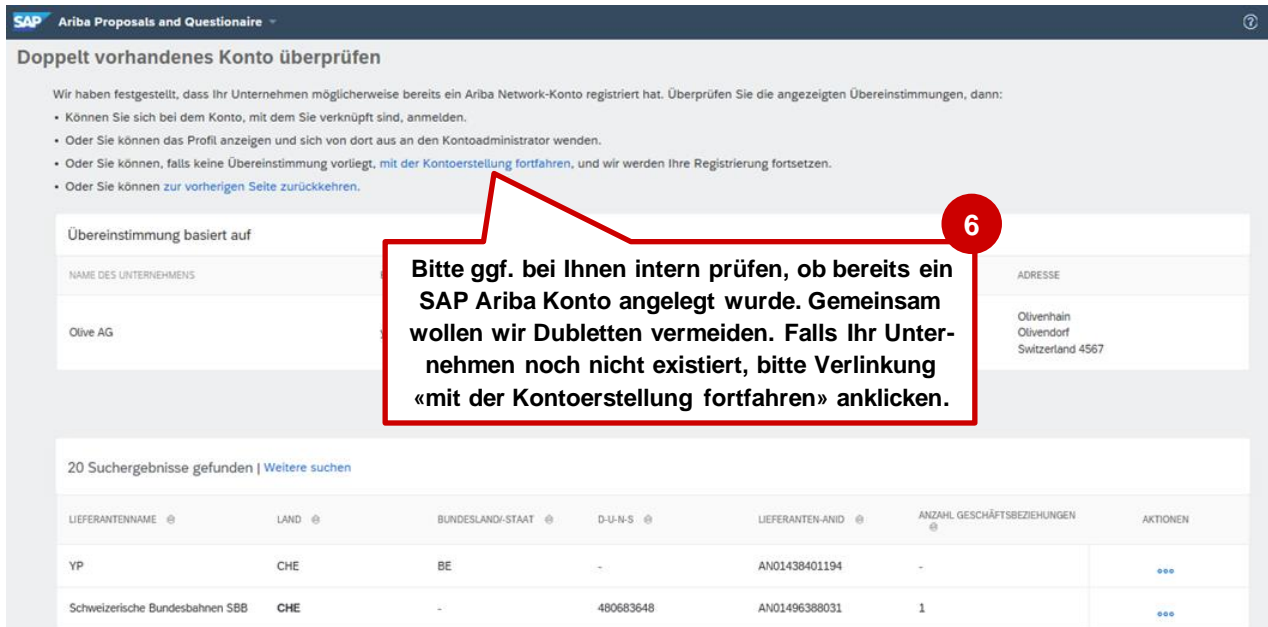 SAP Ariba Proposals and Questionaire
Doppelt vorhandenes Konto überprüfen
Wir haben festgestellt, dass Ihr Unternehmen möglicherweise bereits ein Ariba Network-Konto registriert hat. Überprüfen Sie die angezeigten Übereinstimmungen, dann:
• Können Sie sich bei dem Konto, mit dem Sie verknüpft sind, anmelden.
• Oder Sie können das Profil anzeigen und sich von dort aus an den Kontoadministrator wenden.
• Oder Sie können, falls keine Übereinstimmung vorliegt, mit der Kontoerstellung fortfahren, und wir werden Ihre Registrierung fortsetzen.
• Oder Sie können zur vorherigen Seite zurückkehren.
Übereinstimmung basiert auf
NAME DES UNTERNEHMENS
ADRESSE
Olive AG
Olivenhain
Olivendorf
Switzerland 4567
6
Bitte ggf. bei Ihnen intern prüfen, ob bereits ein
SAP Ariba Konto angelegt wurde. Gemeinsam
wollen wir Dubletten vermeiden. Falls Ihr Unter-
nehmen noch nicht existiert, bitte Verlinkung
«mit der Kontoerstellung fortfahren» anklicken.
20 Suchergebnisse gefunden | Weitere suchen
LIEFERANTENNAME LAND BUNDESLAND/-STAAT D-U-N-S LIEFERANTEN-ANID ANZAHL GESCHÄFTSBEZIEHUNGEN AKTIONEN
YP CHE BE - AN01438401194 -
Schweizerische Bundesbahnen SBB CHE - 480683648 AN01496388031 1